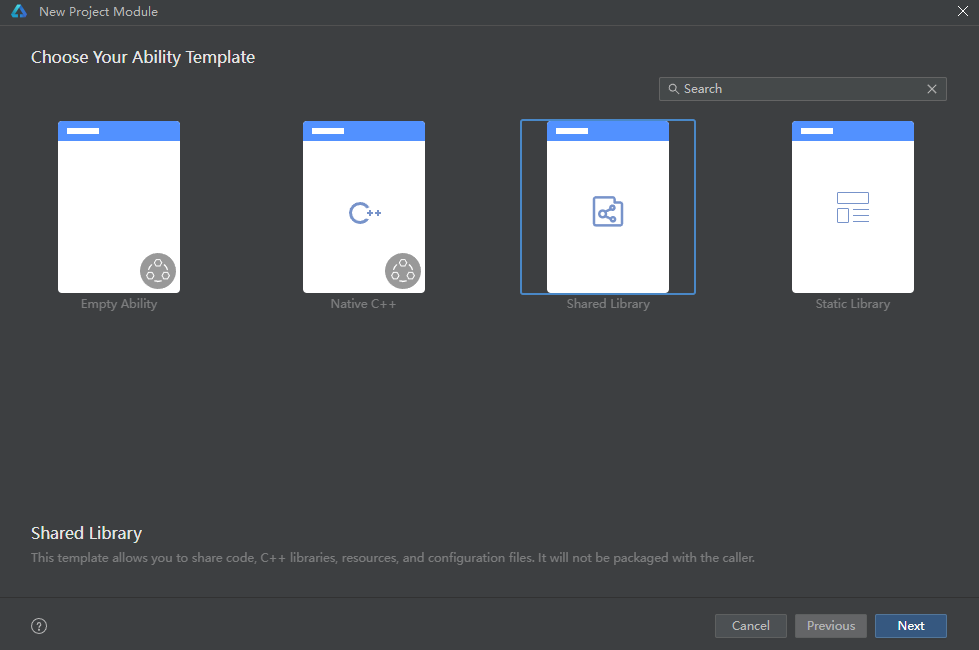 New Project Module
Choose Your Ability Template
Search
C++
Empty Ability
Native C++
Shared Library
Static Library
Shared Library
This template allows you to share code, C++ libraries, resources, and configuration files. It will not be packaged with the caller.
?
Cancel
Previous
Next